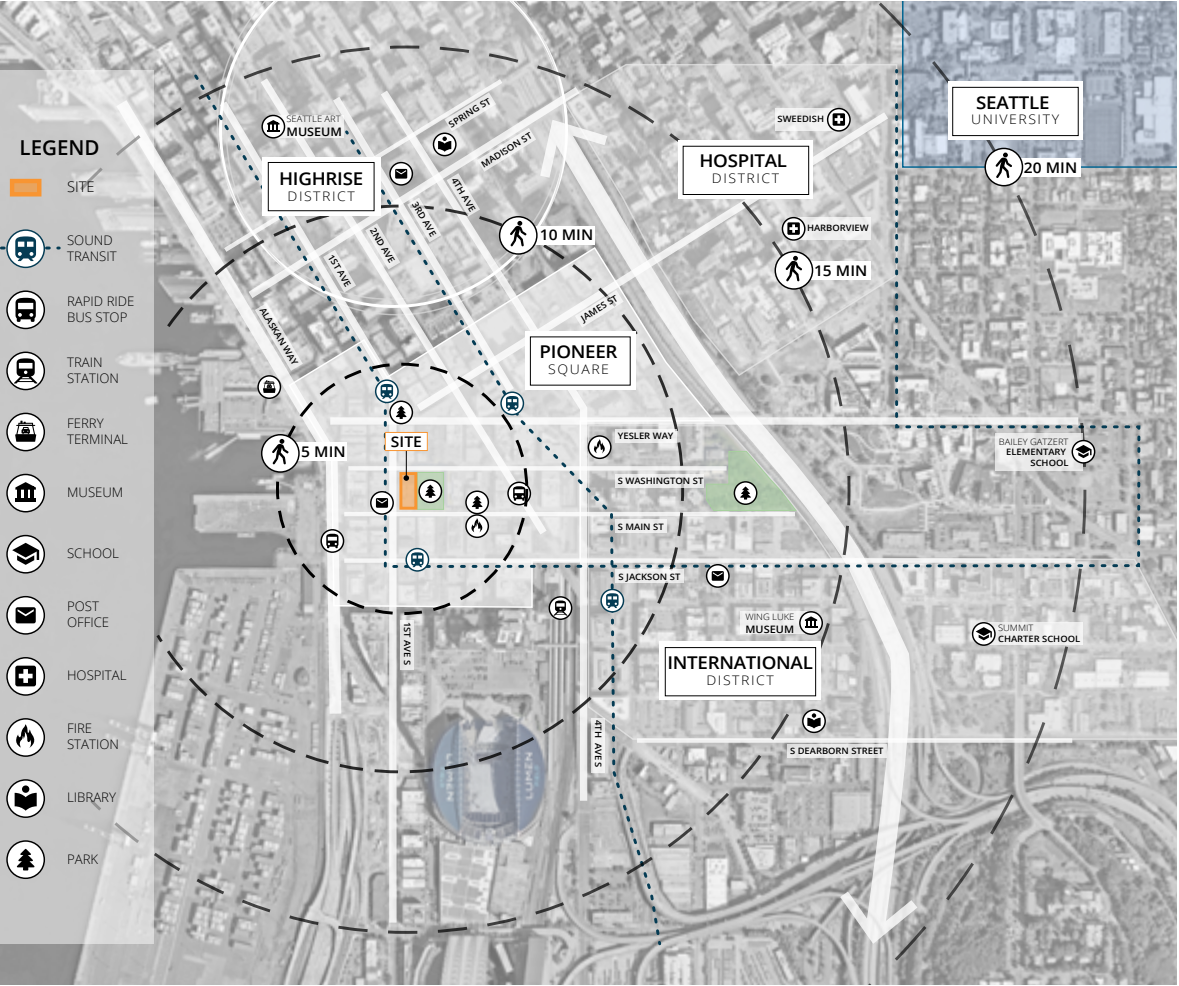 LEGEND
SITE
SOUND
TRANSIT
RAPID RIDE
BUS STOP
TRAIN
STATION
FERRY
TERMINAL
MUSEUM
SCHOOL
POST
OFFICE
HOSPITAL
FIRE
STATION
LIBRARY
PARK
SEATTLE ART
MUSEUM
HIGHRISE
DISTRICT
SPRING ST
MADISON ST
4TH AVE
3RD AVE
2ND AVE
1ST AVE
ALASKAN WAY
10 MIN
SWEDISH
HOSPITAL
DISTRICT
HARBORVIEW
15 MIN
SEATTLE
UNIVERSITY
20 MIN
JAMES ST
PIONEER
SQUARE
5 MIN
SITE
YESLER WAY
S WASHINGTON ST
S MAIN ST
S JACKSON ST
BAILEY GATZERT
ELEMENTARY
SCHOOL
WING LUKE
MUSEUM
SUMMIT
CHARTER SCHOOL
INTERNATIONAL
DISTRICT
1ST AVE S
4TH AVE S
S DEARBORN STREET
LUMEN